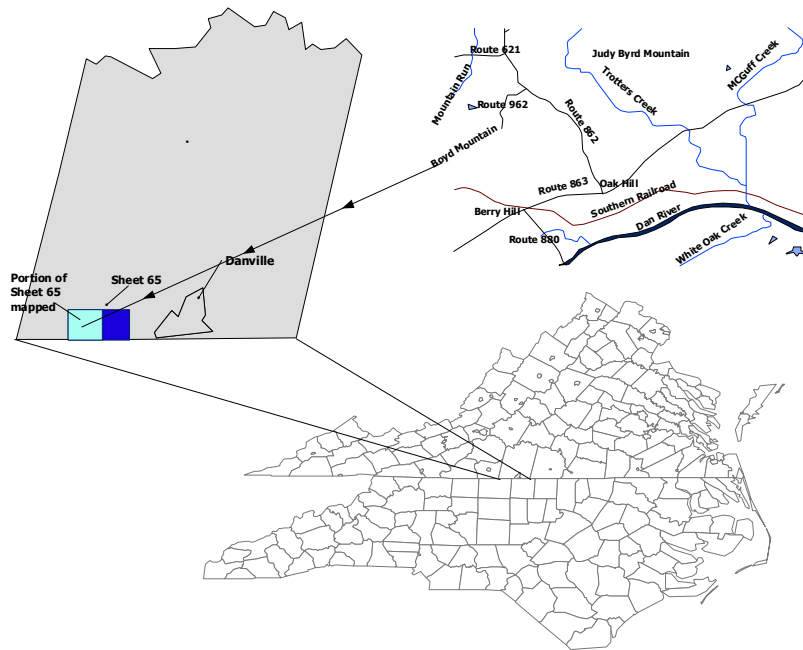 Route 621
Judy Byrd Mountain
MCGuff Creek
Mountain Run
Trotters Creek
Route 962
Route 862
Boyd Mountain
Route 863
Oak Hill
Southern Railroad
Berry Hill
Dan River
Route 880
White Oak Creek
Danville
Portion of
Sheet 65
mapped
Sheet 65